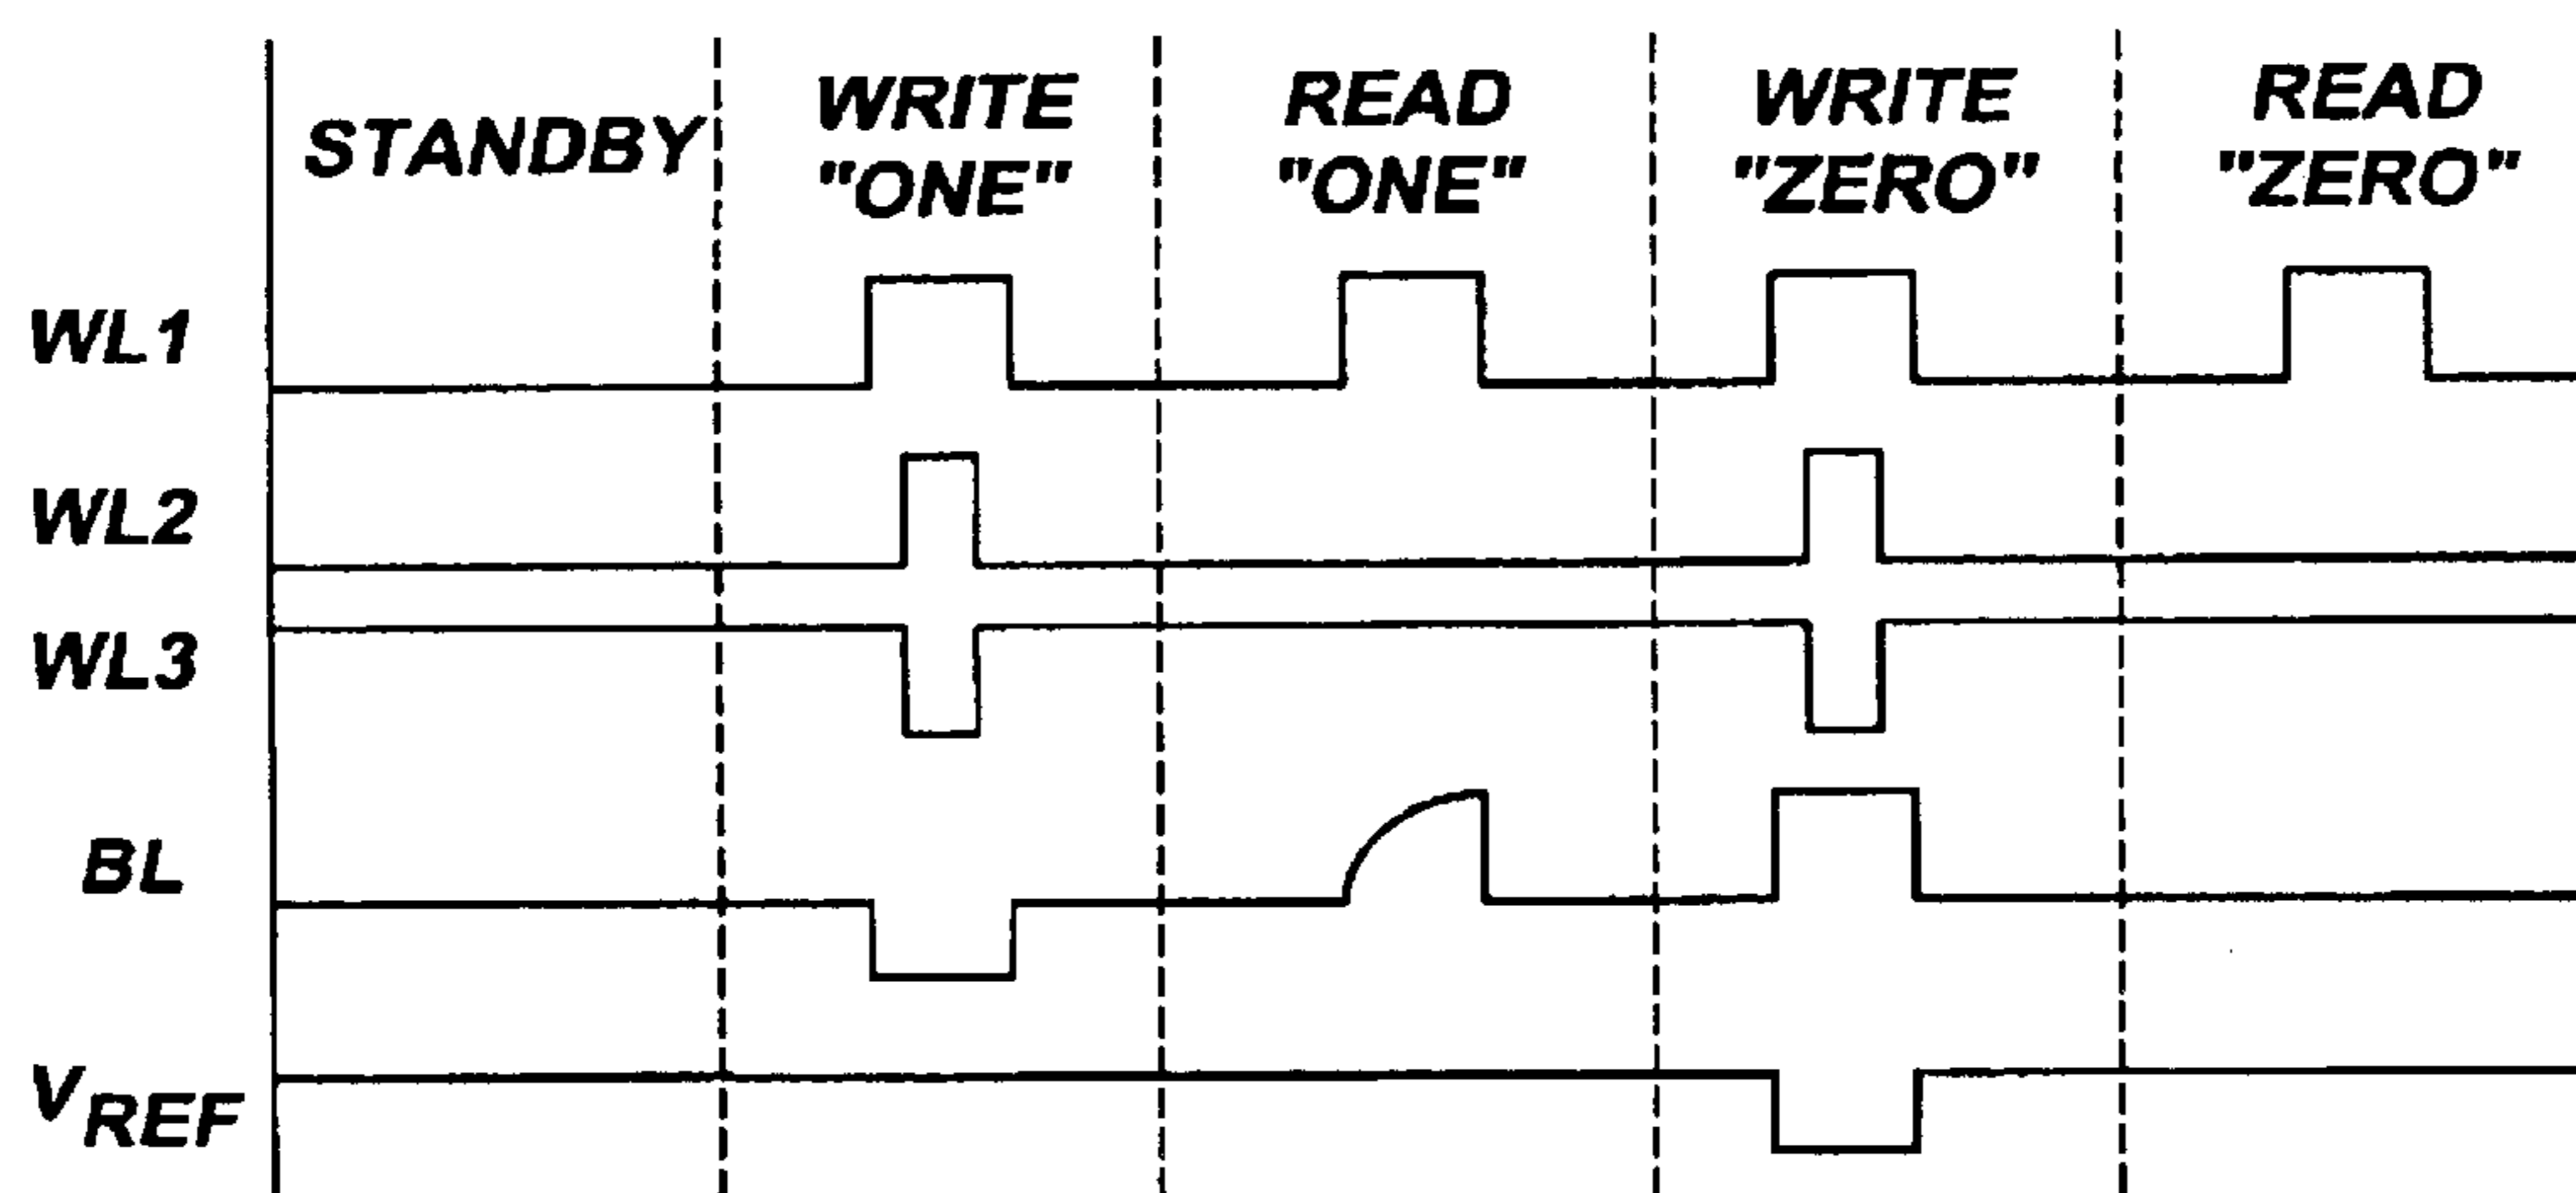 STANDBY
WRITE
"ONE"
READ
"ONE"
WRITE
"ZERO"
READ
"ZERO"
WL1
WL2
WL3
BL
VREF